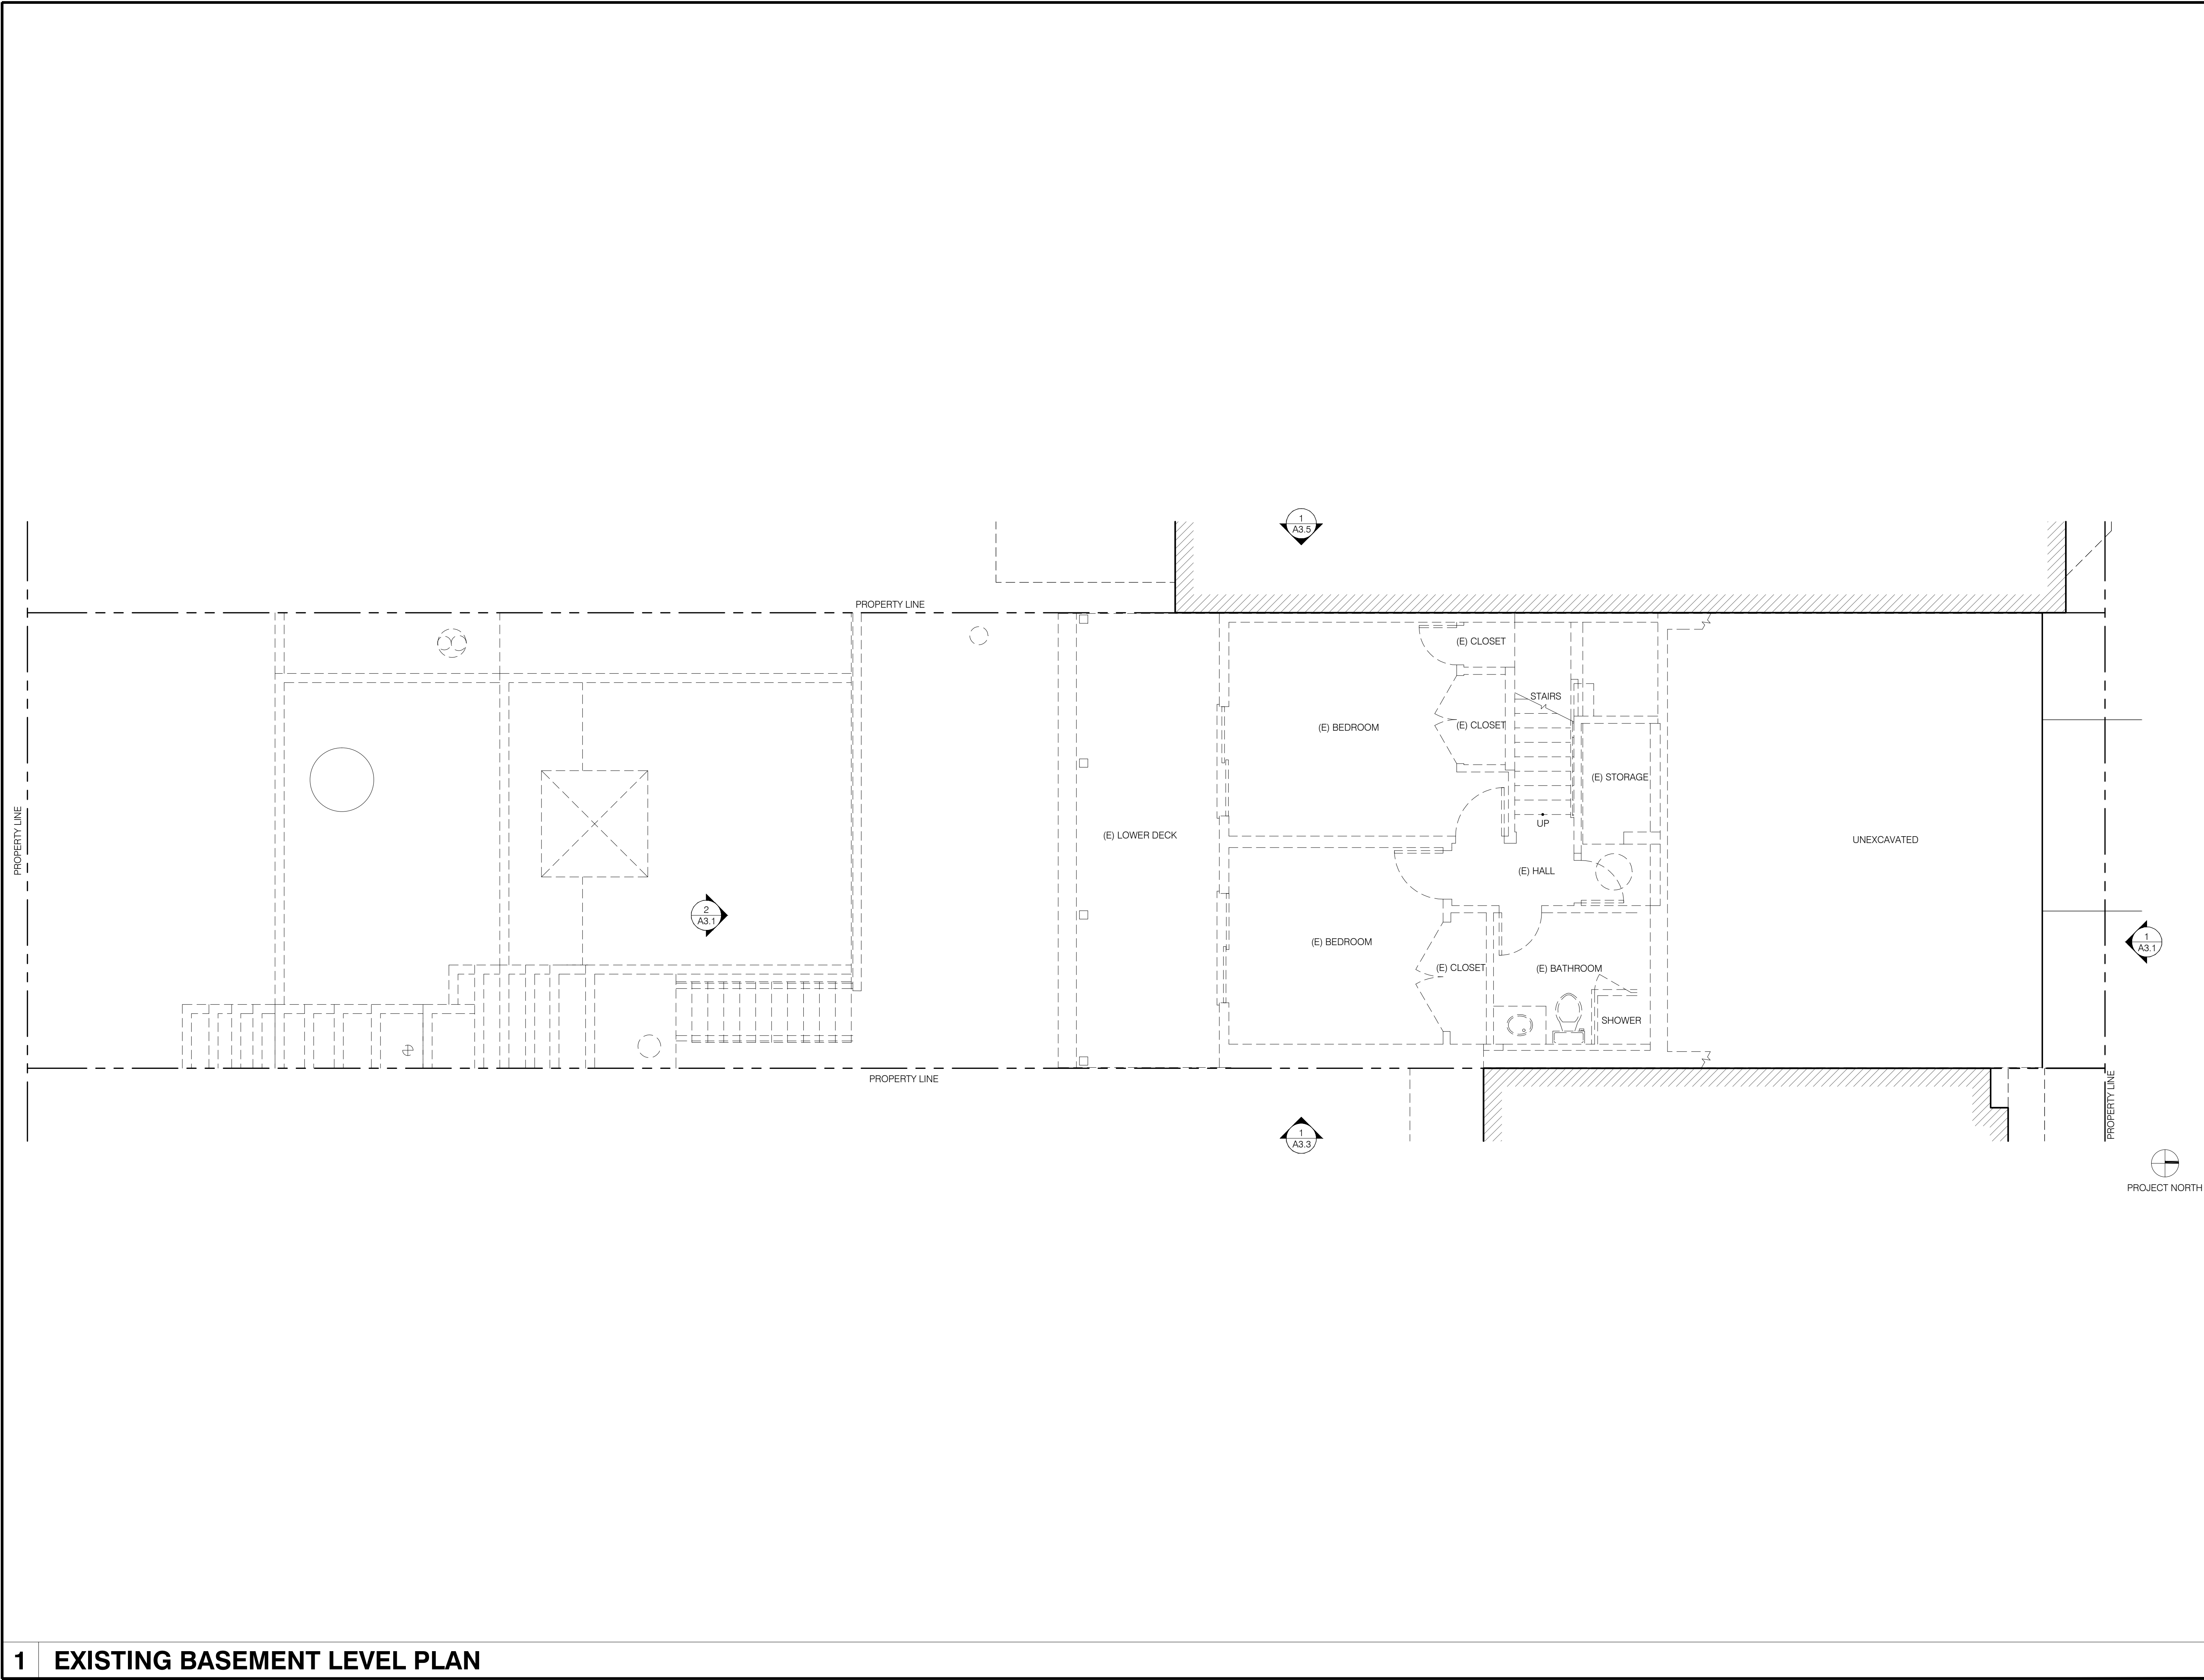 1
A3.5
PROPERTY LINE
(E) CLOSET
STAIRS
(E) BEDROOM
(E) CLOSET
(E) STORAGE
UP
(E) LOWER DECK
UNEXCAVATED
PROPERTY LINE
(E) HALL
2
A3.1
(E) BEDROOM
1
A3.1
(E) CLOSET
(E) BATHROOM
SHOWER
PROPERTY LINE
PROPERTY LINE
1
A3.3
PROJECT NORTH
1 EXISTING BASEMENT LEVEL PLAN